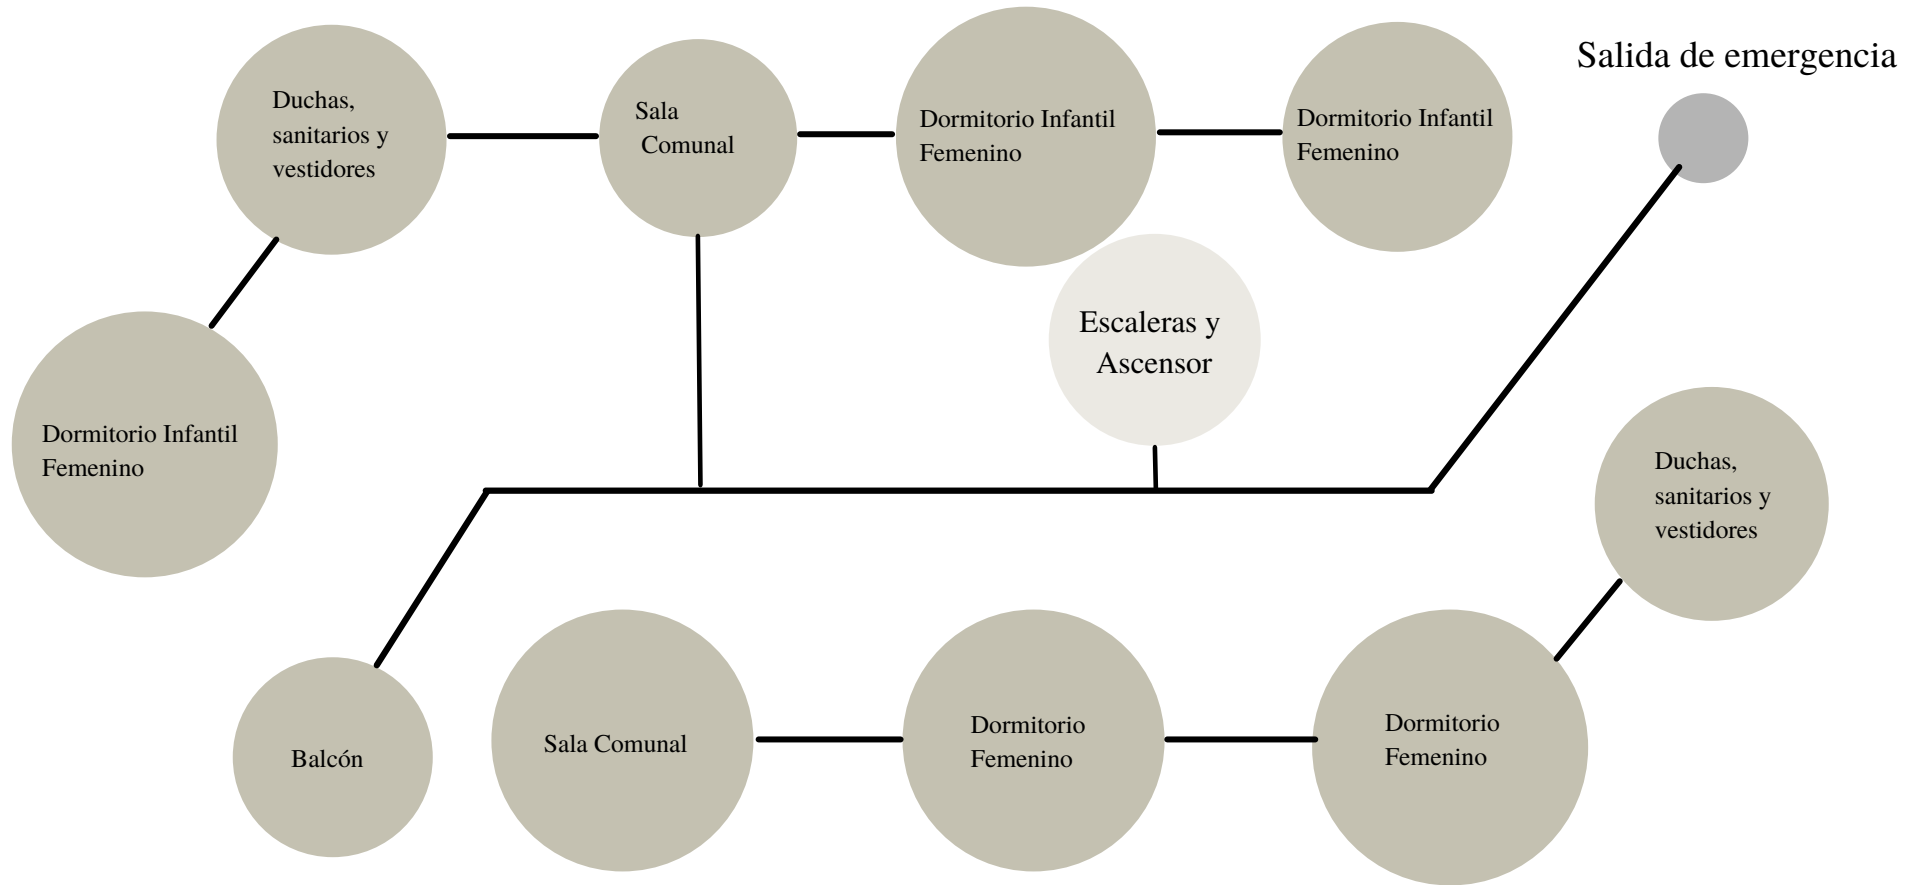 Salida de emergencia
Duchas,
sanitarios y
vestidores
Sala
Comunal
Dormitorio Infantil
Femenino
Dormitorio Infantil
Femenino
Escaleras y
Ascensor
Dormitorio Infantil
Femenino
Duchas,
sanitarios y
vestidores
Balcón
Sala Comunal
Dormitorio
Femenino
Dormitorio
Femenino